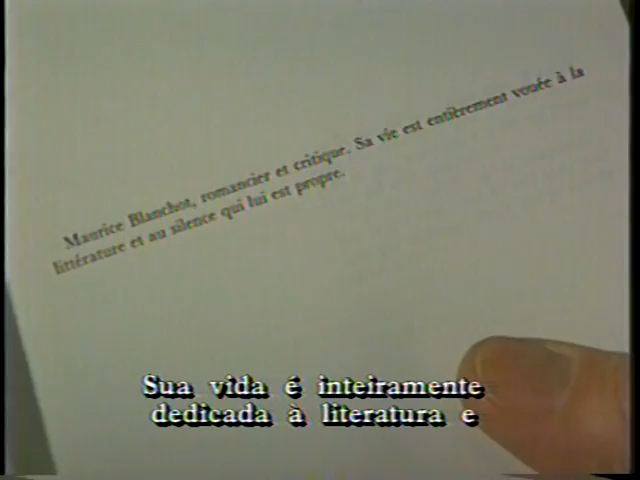 Maurice Blanchot, romancier et critique. Sa vie est entièrement vouée à la
littérature et au silence qui lui est propre.
Sua vida é inteiramente
dedicada à literatura e